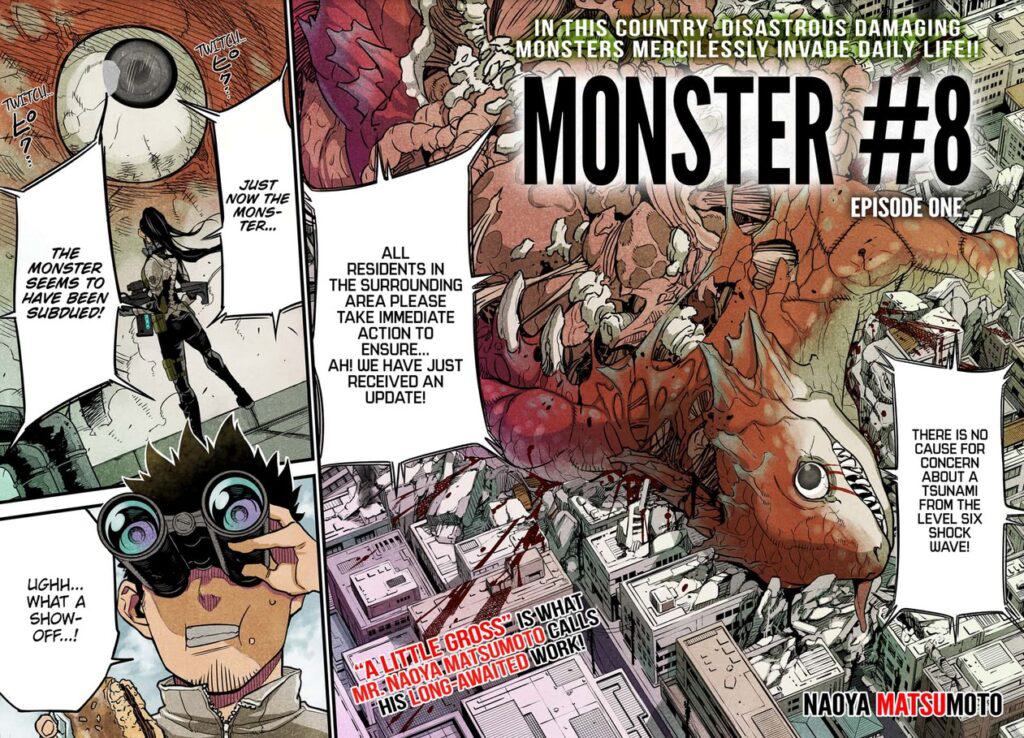 IN THIS COUNTRY, DISASTROUS DAMAGING
MONSTERS MERCILESSLY INVADE DAILY LIFE!!
MONSTER #8
EPISODE ONE
THERE IS NO
CAUSE FOR
CONCERN
ABOUT A
TSUNAMI
FROM THE
LEVEL SIX
SHOCK
WAVE!
ALL
RESIDENTS IN
THE SURROUNDING
AREA PLEASE
TAKE IMMEDIATE
ACTION TO
ENSURE...
AH! WE HAVE JUST
RECEIVED AN
UPDATE!
"A LITTLE GROSS" IS WHAT
MR. NAOYA MATSUMOTO CALLS
HIS LONG-AWAITED WORK!
NAOYA MATSUMOTO
TWITCH...
ピク...
TWITCH...
ピク...
JUST
NOW THE
MONS-
TER...
THE
MONSTER
SEEMS TO
HAVE BEEN
SUBDUED!
UGHH...
WHAT A
SHOW-
OFF...!